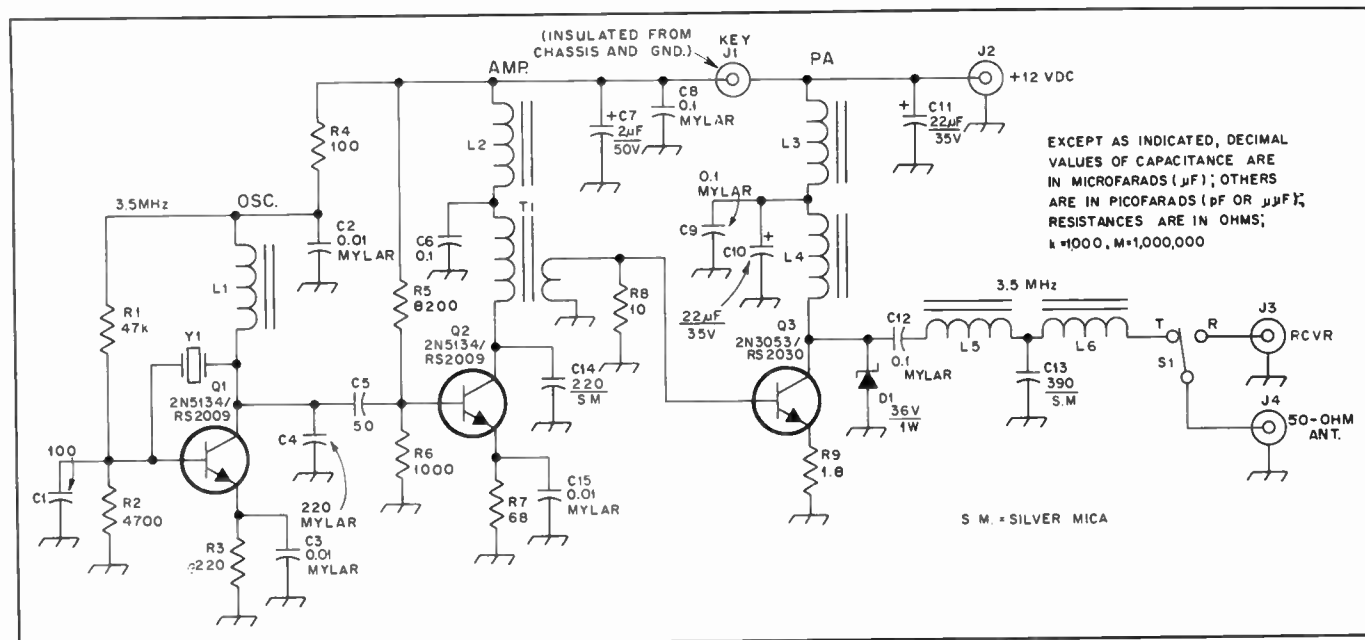 (INSULATED FROM
CHASSIS AND GND.)
KEY
J1
AMP.
PA
J2
+12 VDC
R4
100
L2
+
C7
2µF
50V
C8
0.1
MYLAR
L3
+
C11
22µF
35V
EXCEPT AS INDICATED, DECIMAL
VALUES OF CAPACITANCE ARE
IN MICROFARADS (µF); OTHERS
ARE IN PICOFARADS (pF OR µµF);
RESISTANCES ARE IN OHMS;
k=1000, M=1,000,000
3.5MHz
OSC.
C2
0.01
MYLAR
L1
T1
C6
0.1
0.1
MYLAR
C9
+
C10
22µF
35V
L4
R1
47k
Y1
R5
8200
R8
10
Q1
2N5134/
RS2009
Q2
2N5134/
RS2009
Q3
2N3053/
RS2030
C12
0.1
MYLAR
3.5 MHz
L5
L6
T
R
S1
J3
RCVR
C5
50
C14
220
S.M
D1
36V
1W
C13
390
S.M
J4
50-OHM
ANT.
100
C1
R2
4700
C4
220
MYLAR
R6
1000
R3
220
C3
0.01
MYLAR
R7
68
C15
0.01
MYLAR
R9
1.8
S M. = SILVER MICA